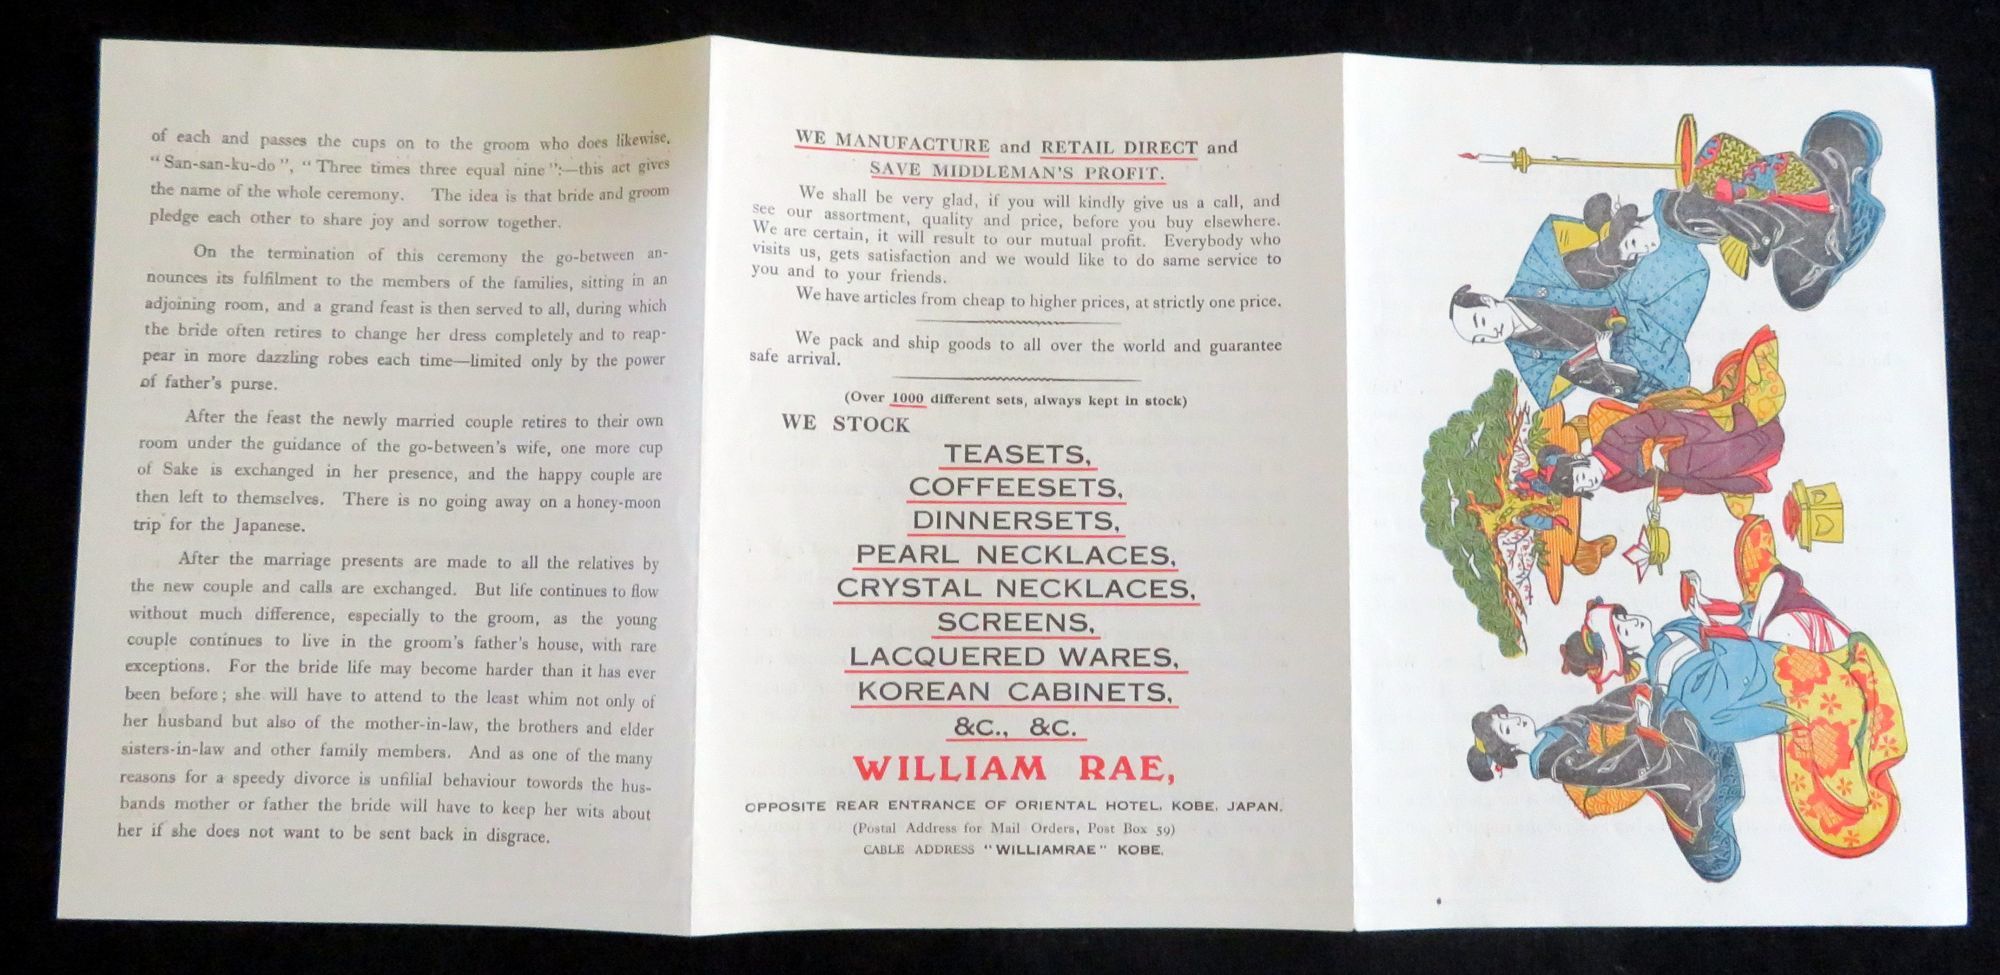 of each and passes the cups on to the groom who does likewise.
“San-san-ku-do”, “Three times three equal nine”:—this act gives
the name of the whole ceremony. The idea is that bride and groom
pledge each other to share joy and sorrow together.
On the termination of this ceremony the go-between an-
nounces its fulfilment to the members of the families, sitting in an
adjoining room, and a grand feast is then served to all, during which
the bride often retires to change her dress completely and to reap-
pear in more dazzling robes each time—limited only by the power
of father's purse.
After the feast the newly married couple retires to their own
room under the guidance of the go-between's wife, one more cup
of Sake is exchanged in her presence, and the happy couple are
then left to themselves. There is no going away on a honey-moon
trip for the Japanese.
After the marriage presents are made to all the relatives by
the new couple and calls are exchanged. But life continues to flow
without much difference, especially to the groom, as the young
couple continues to live in the groom's father's house, with rare
exceptions. For the bride life may become harder than it has ever
been before; she will have to attend to the least whim not only of
her husband but also of the mother-in-law, the brothers and elder
sisters-in-law and other family members. And as one of the many
reasons for a speedy divorce is unfilial behaviour towords the hus-
bands mother or father the bride will have to keep her wits about
her if she does not want to be sent back in disgrace.
WE MANUFACTURE and RETAIL DIRECT and
SAVE MIDDLEMAN'S PROFIT.
We shall be very glad, if you will kindly give us a call, and
see our assortment, quality and price, before you buy elsewhere.
We are certain, it will result to our mutual profit. Everybody who
visits us, gets satisfaction and we would like to do same service to
you and to your friends.
We have articles from cheap to higher prices, at strictly one price.
We pack and ship goods to all over the world and guarantee
safe arrival.
(Over 1000 different sets, always kept in stock)
WE STOCK
TEASETS,
COFFEESETS,
DINNERSETS,
PEARL NECKLACES,
CRYSTAL NECKLACES,
SCREENS,
LACQUERED WARES,
KOREAN CABINETS,
&C., &C.
WILLIAM RAE,
OPPOSITE REAR ENTRANCE OF ORIENTAL HOTEL, KOBE, JAPAN.
(Postal Address for Mail Orders, Post Box 59)
CABLE ADDRESS “WILLIAMRAE” KOBE.